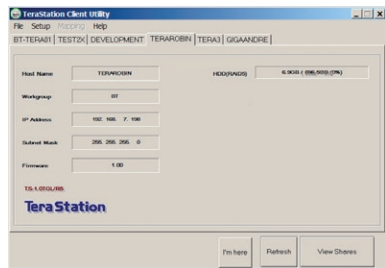 TeraStation Client Utility
File Setup Mapping Help
BT-TERA01 TEST2X DEVELOPMENT TERAROBIN TERA3 GIGAANDRE
Host Name TERAROBIN HDD(RAID5)
Workgroup
IP Address 192. 168. 7. 196
Subnet Mask 255. 255. 255. 0
Firmware 1.00
TeraStation
I'm here Refresh View Shares